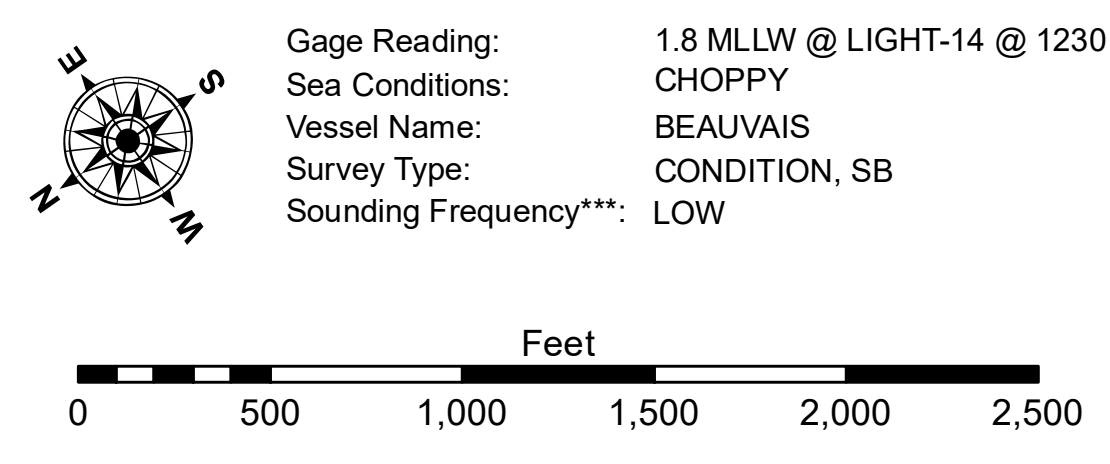 E
S
N
W
Gage Reading: 1.8 MLLW @ LIGHT-14 @ 1230
Sea Conditions: CHOPPY
Vessel Name: BEAUVAIS
Survey Type: CONDITION, SB
Sounding Frequency***: LOW
Feet
0 500 1,000 1,500 2,000 2,500